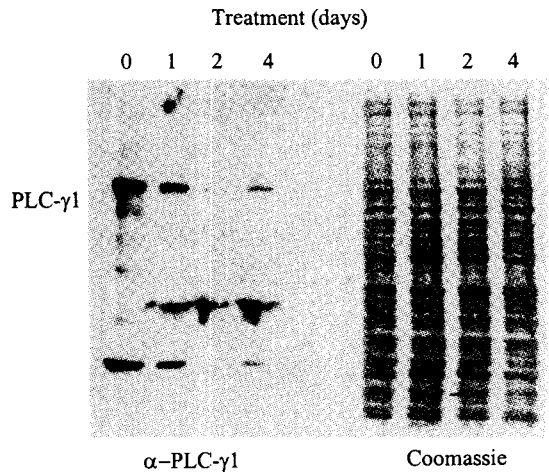 Treatment (days)
0 1 2 4 0 1 2 4
PLC-γ1
α–PLC-γ1 Coomassie